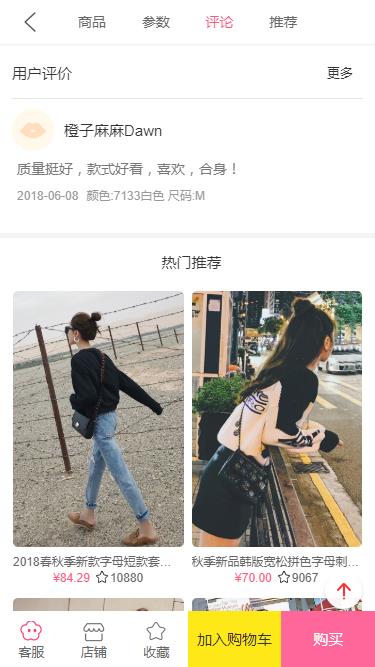 商品 参数 评论 推荐
用户评价 更多
橙子麻麻Dawn
质量挺好，款式好看，喜欢，合身！
2018-06-08 颜色:7133白色 尺码:M
热门推荐
2018春秋季新款字母短款套... 秋季新品韩版宽松拼色字母刺...
¥84.29 10880 ¥70.00 9067
客服 店铺 收藏 加入购物车 购买